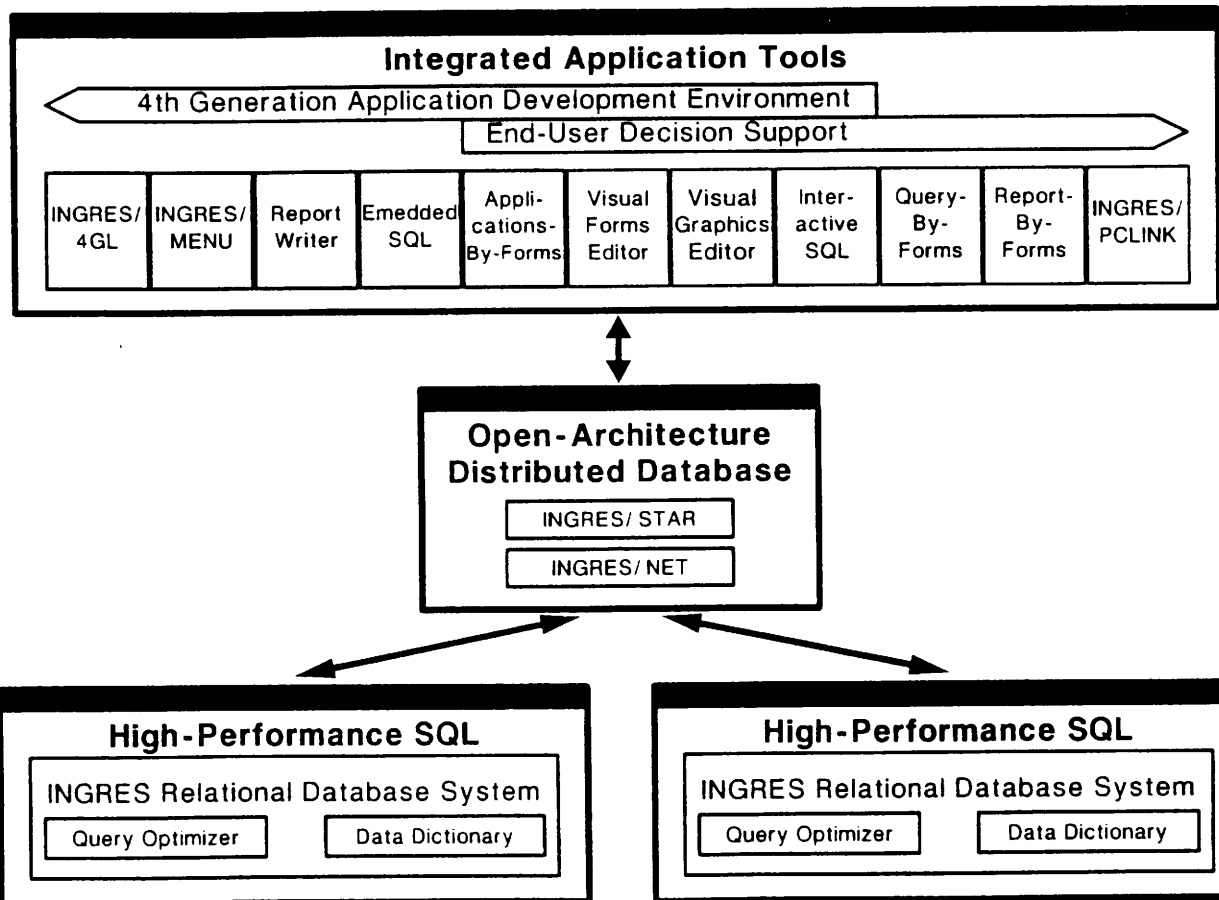 Integrated Application Tools
4th Generation Application Development Environment
End-User Decision Support
INGRES/
4GL
INGRES/
MENU
Report
Writer
Emedded
SQL
Appli-
cations-
By-Forms
Visual
Forms
Editor
Visual
Graphics
Editor
Inter-
active
SQL
Query-
By-
Forms
Report-
By-
Forms
INGRES/
PCLINK
Open-Architecture
Distributed Database
INGRES/STAR
INGRES/NET
High-Performance SQL
INGRES Relational Database System
Query Optimizer
Data Dictionary
High-Performance SQL
INGRES Relational Database System
Query Optimizer
Data Dictionary